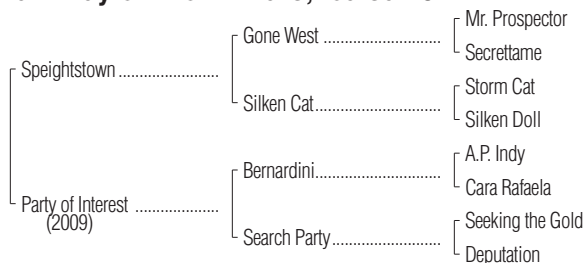 Gone West
Mr. Prospector
Secrettame
Speightstown
Silken Cat
Storm Cat
Silken Doll
Bernardini
A.P. Indy
Cara Rafaela
Party of Interest
(2009)
Search Party
Seeking the Gold
Deputation